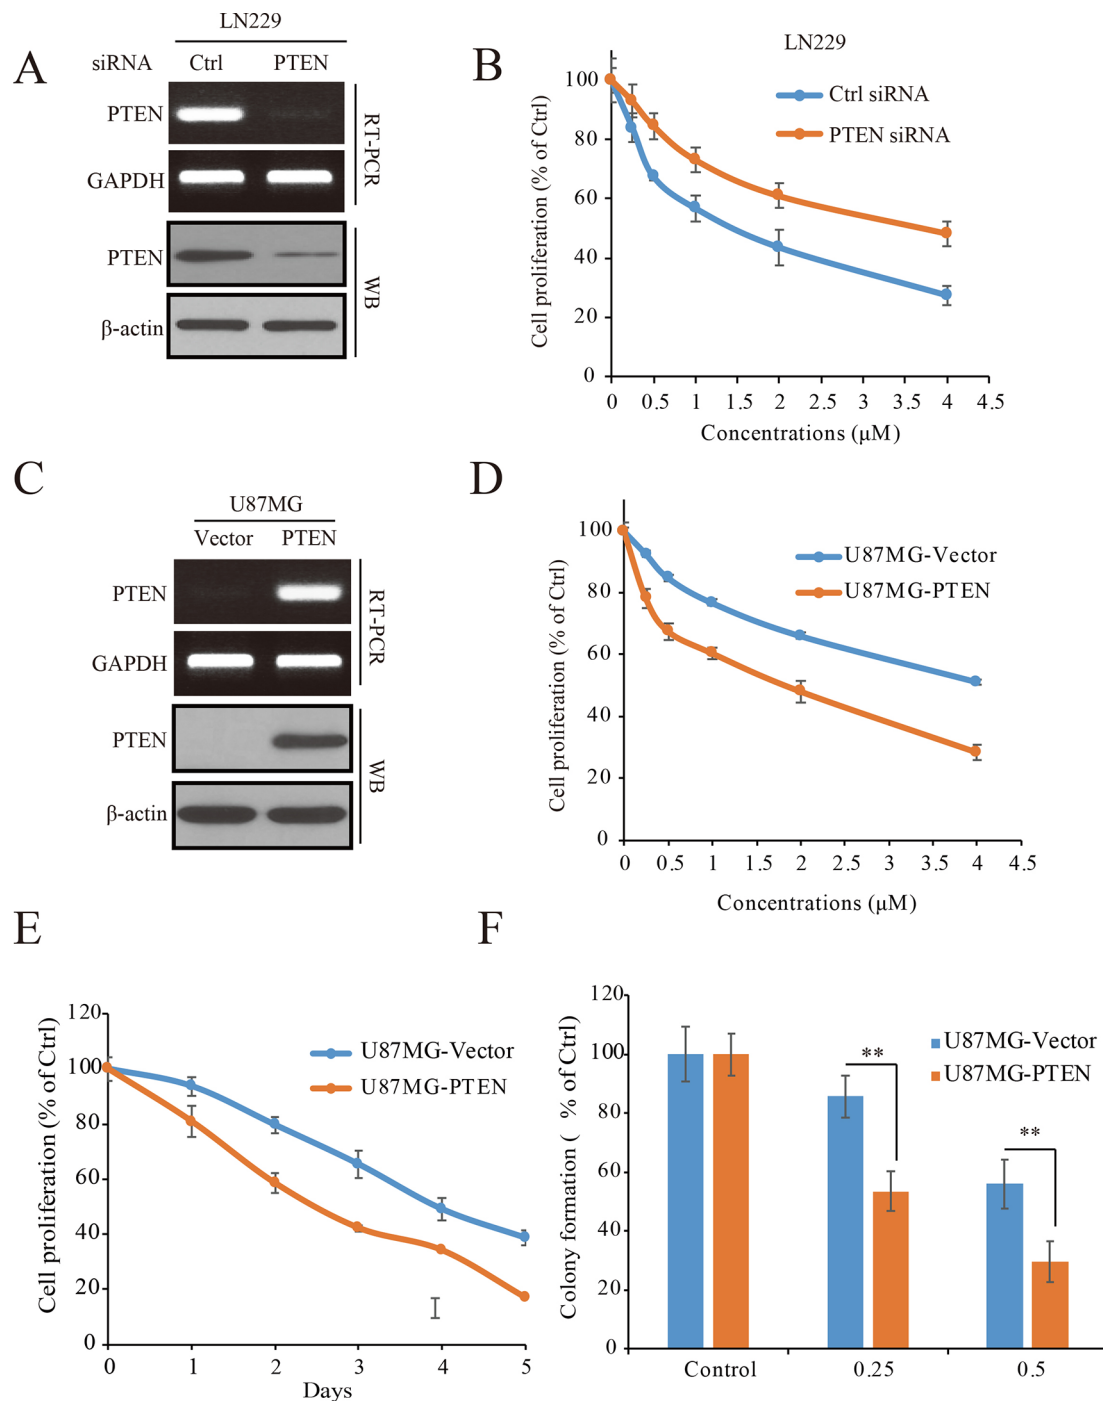 A
LN229
siRNA Ctrl PTEN
PTEN
GAPDH
RT-PCR
PTEN
β-actin
WB
B
LN229
Ctrl siRNA
PTEN siRNA
Cell proliferation (% of Ctrl)
100
80
60
40
20
0
0 0.5 1 1.5 2 2.5 3 3.5 4 4.5
Concentrations (μM)
C
U87MG
Vector PTEN
PTEN
GAPDH
RT-PCR
PTEN
β-actin
WB
D
U87MG-Vector
U87MG-PTEN
Cell proliferation (% of Ctrl)
100
80
60
40
20
0
0 0.5 1 1.5 2 2.5 3 3.5 4 4.5
Concentrations (μM)
E
U87MG-Vector
U87MG-PTEN
Cell proliferation (% of Ctrl)
120
100
80
60
40
20
0
0 1 2 3 4 5
Days
F
U87MG-Vector
U87MG-PTEN
**
**
Colony formation ( % of Ctrl)
120
100
80
60
40
20
0
Control 0.25 0.5